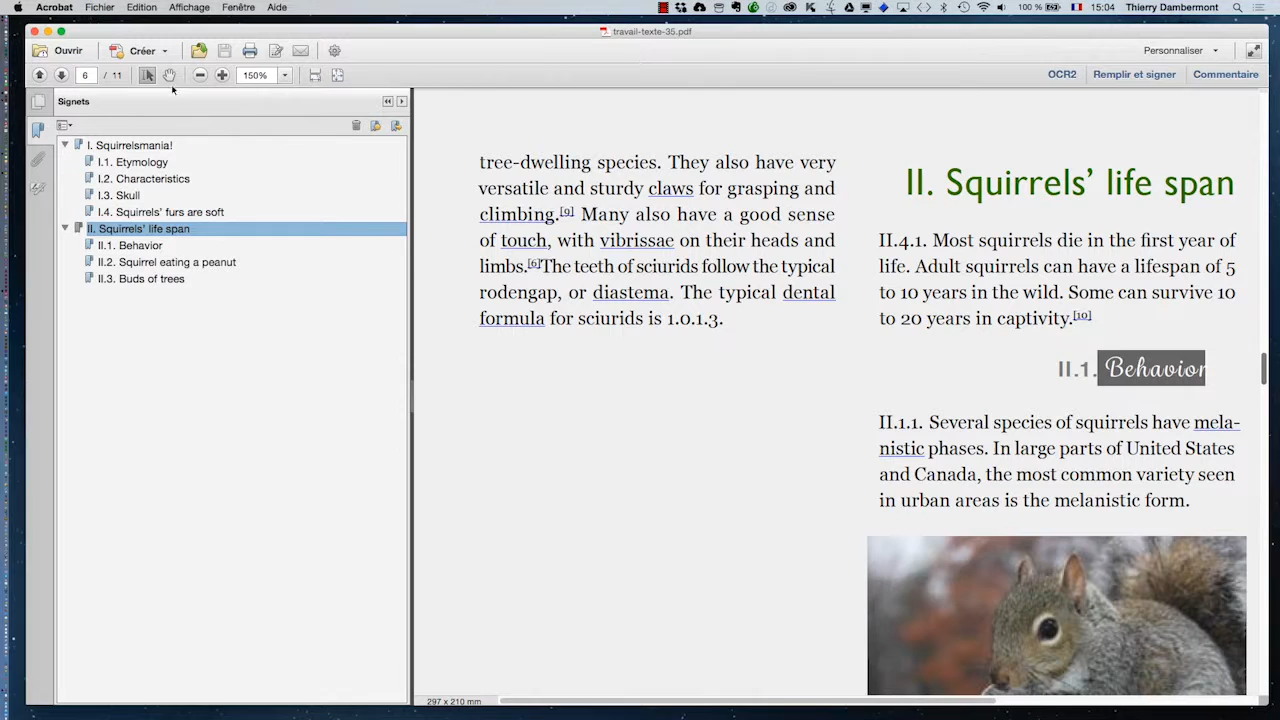 Acrobat Fichier Edition Affichage Fenêtre Aide 100 % 15:04 Thierry Dambermont
travail-texte-35.pdf
Ouvrir Créer Personnaliser
6 / 11 150% OCR2 Remplir et signer Commentaire
Signets
I. Squirrelsmania!
I.1. Etymology
I.2. Characteristics
I.3. Skull
I.4. Squirrels’ furs are soft
II. Squirrels’ life span
II.1. Behavior
II.2. Squirrel eating a peanut
II.3. Buds of trees
tree-dwelling species. They also have very
versatile and sturdy claws for grasping and
climbing.[9] Many also have a good sense
of touch, with vibrissae on their heads and
limbs.[6]The teeth of sciurids follow the typical
rodengap, or diastema. The typical dental
formula for sciurids is 1.0.1.3.
II. Squirrels’ life span
II.4.1. Most squirrels die in the first year of
life. Adult squirrels can have a lifespan of 5
to 10 years in the wild. Some can survive 10
to 20 years in captivity.[10]
II.1. Behavior
II.1.1. Several species of squirrels have mela-
nistic phases. In large parts of United States
and Canada, the most common variety seen
in urban areas is the melanistic form.
297 x 210 mm